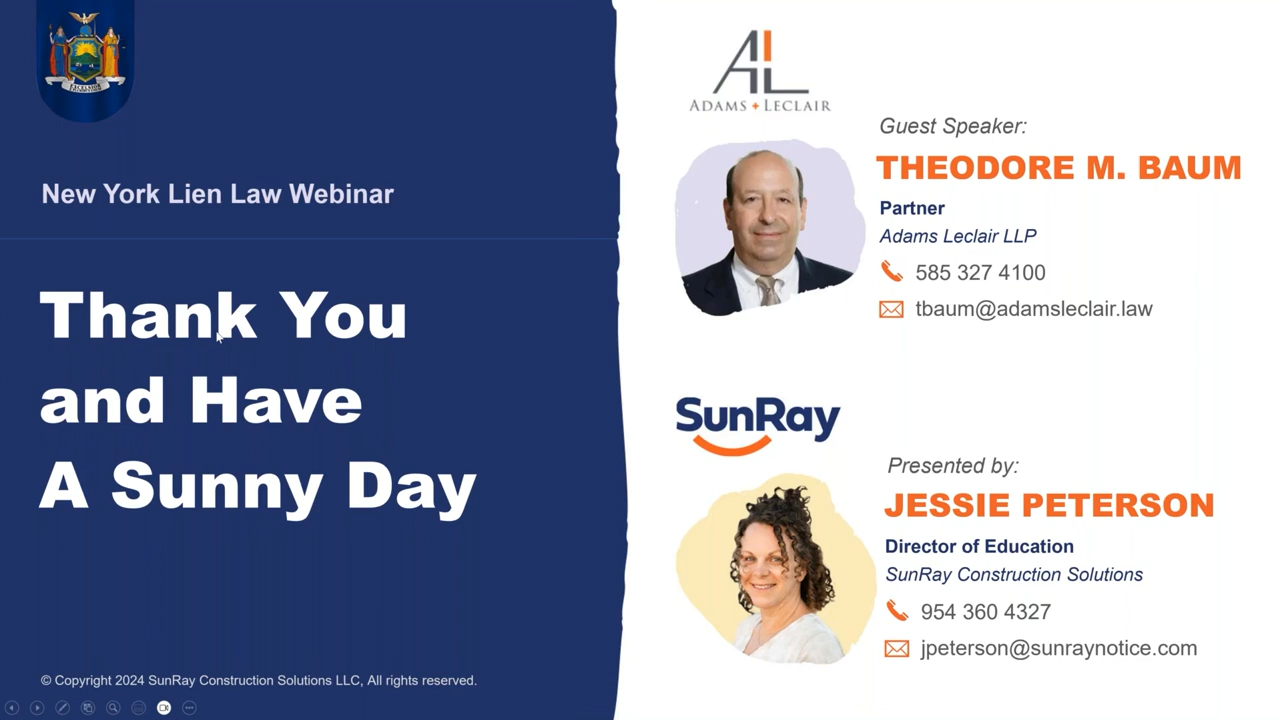 New York Lien Law Webinar
Thank You
and Have
A Sunny Day
© Copyright 2024 SunRay Construction Solutions LLC, All rights reserved.
AL
ADAMS + LECLAIR
Guest Speaker:
THEODORE M. BAUM
Partner
Adams Leclair LLP
585 327 4100
tbaum@adamsleclair.law
SunRay
Presented by:
JESSIE PETERSON
Director of Education
SunRay Construction Solutions
954 360 4327
jpeterson@sunraynotice.com